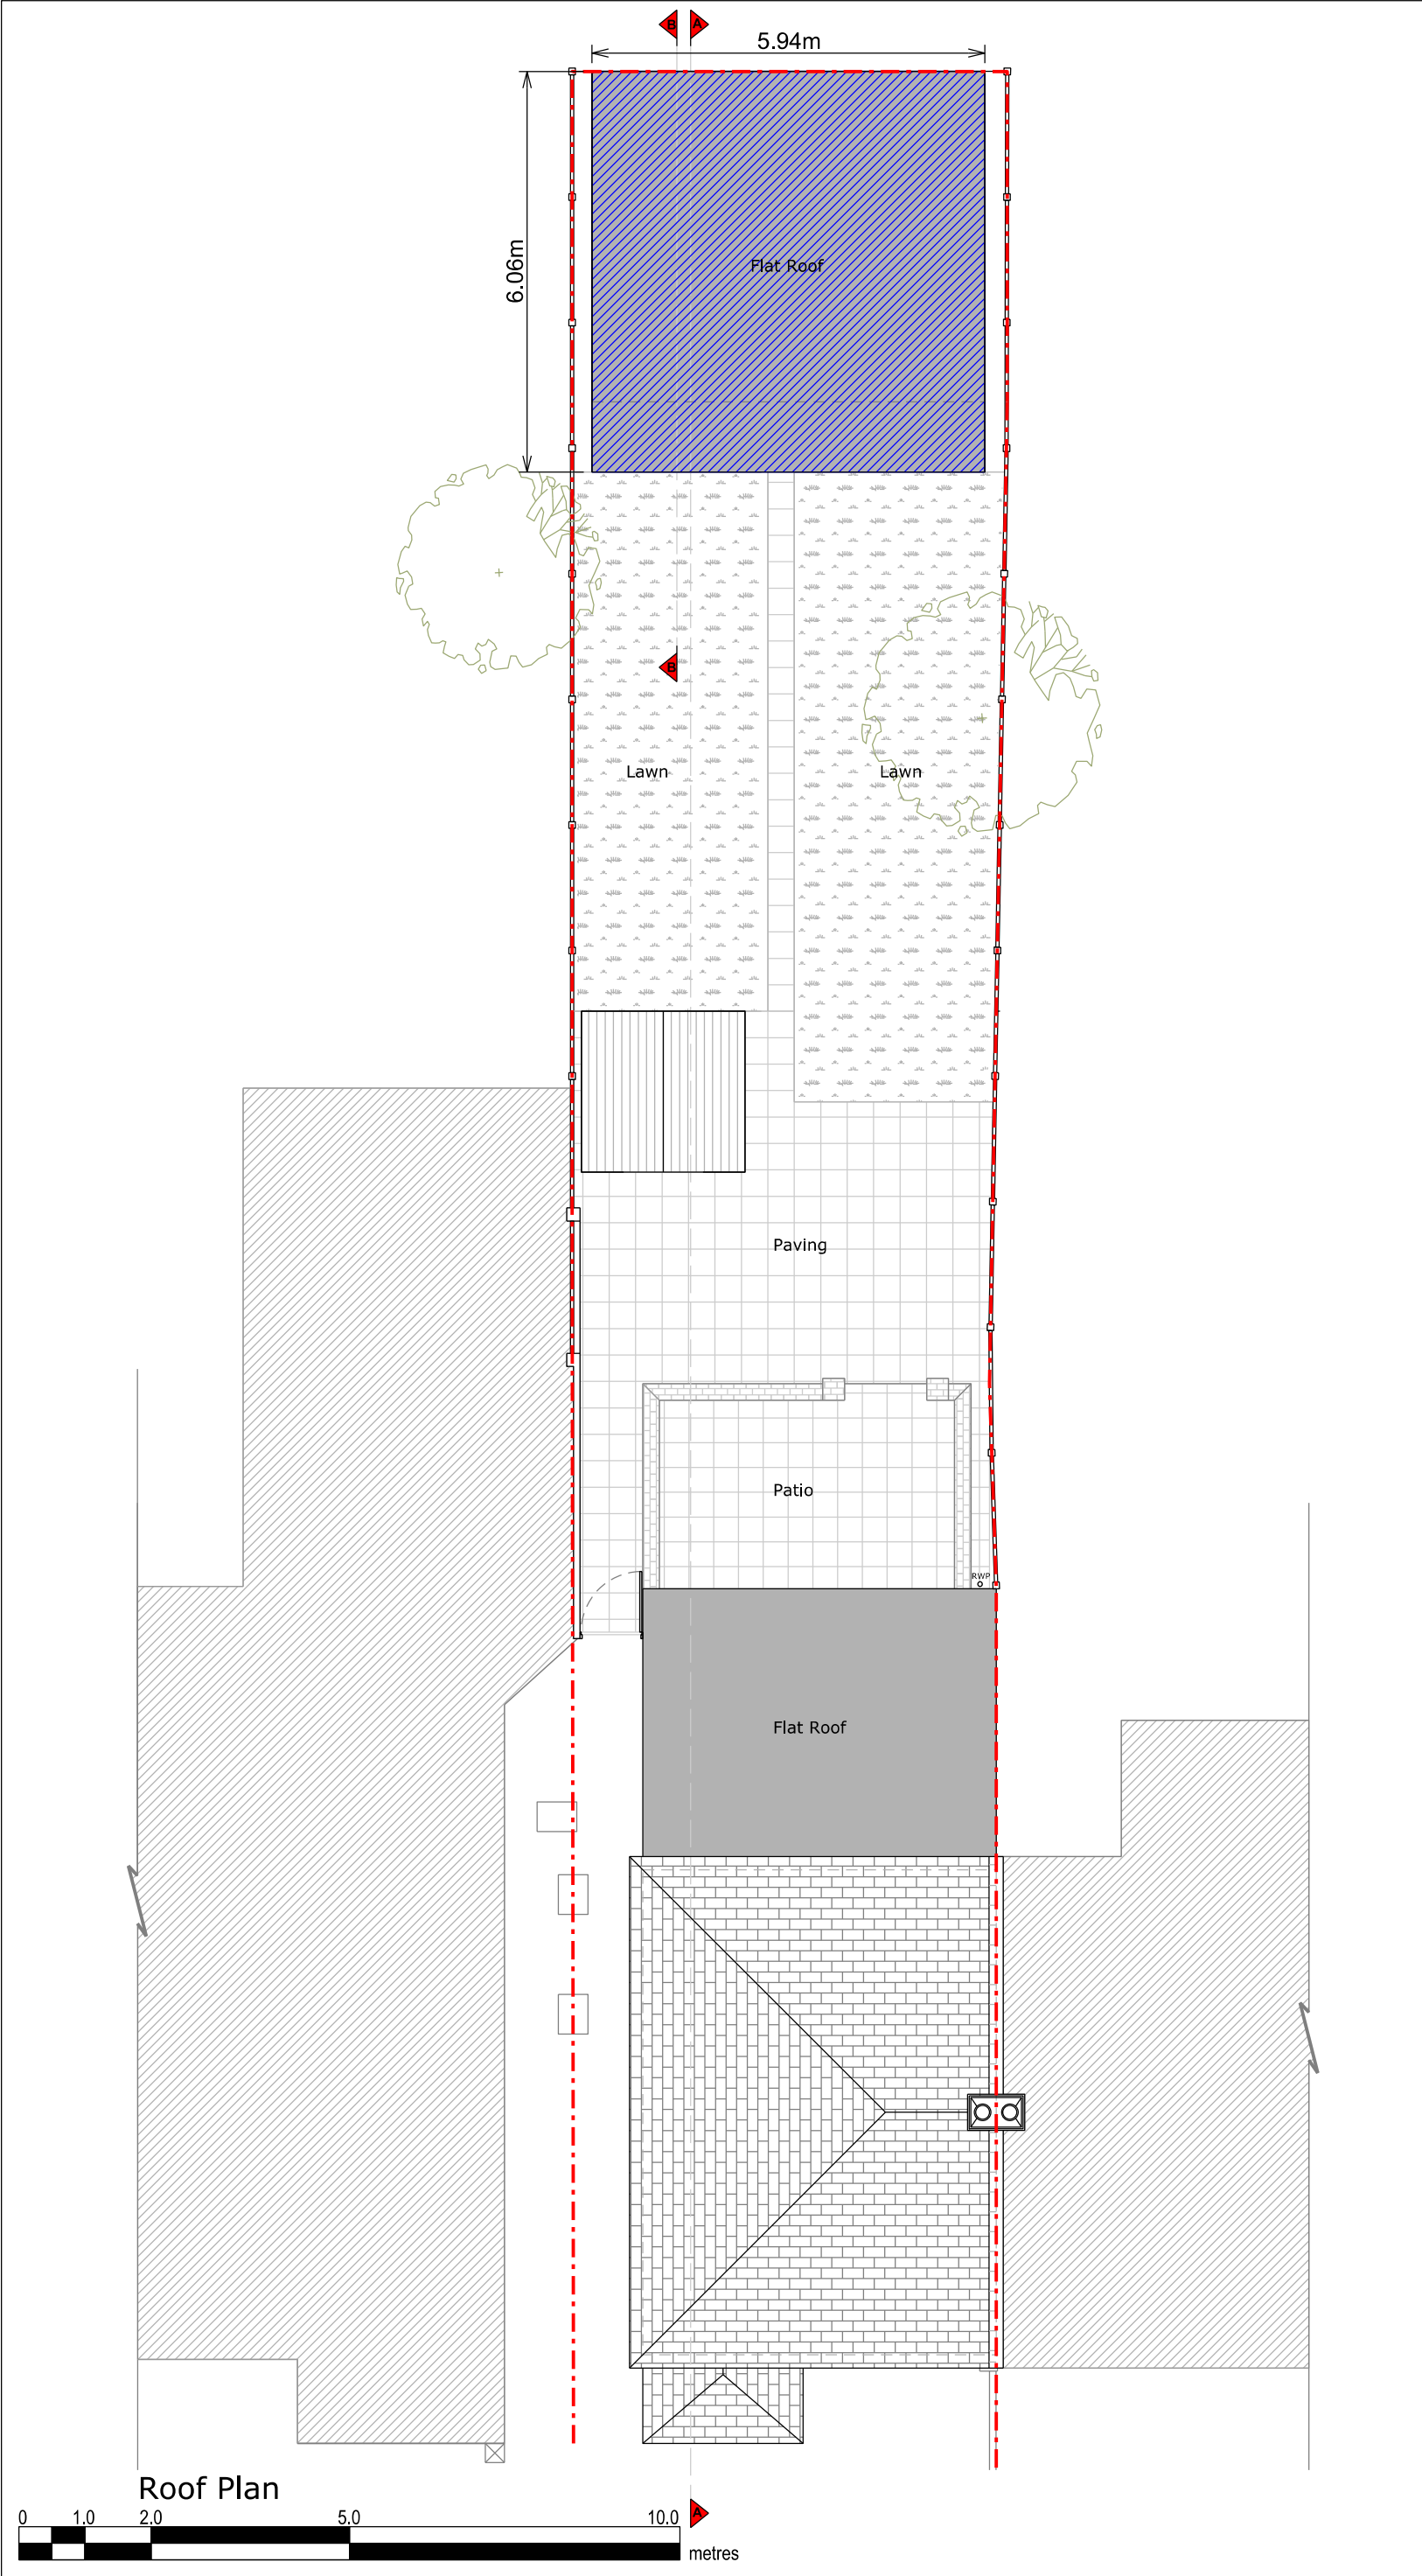 B A
5.94m
6.06m
Flat Roof
B
Lawn Lawn
Paving
Patio
RWP
Flat Roof
Roof Plan
A
0 1.0 2.0 5.0 10.0
metres